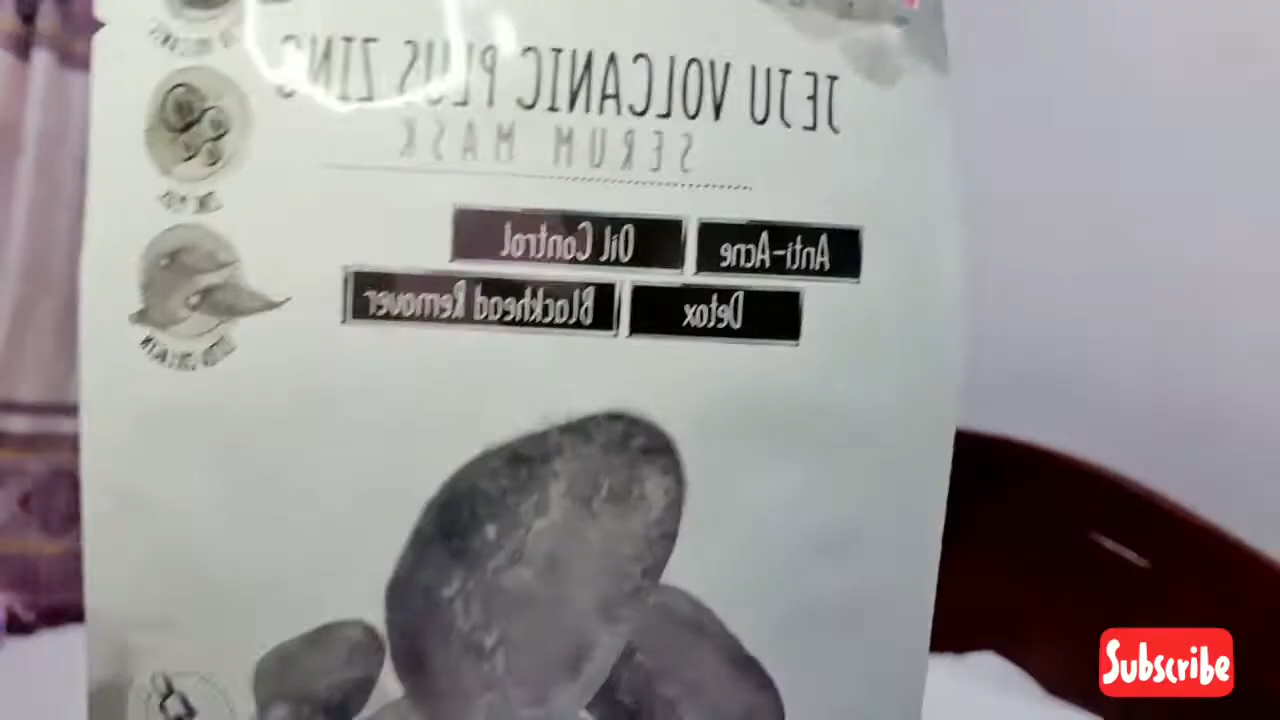 JEJU VOLCANIC PLUS ZINC
SERUM MASK
Anti-Acne Oil Control
Detox Blackhead Remover
Subscribe